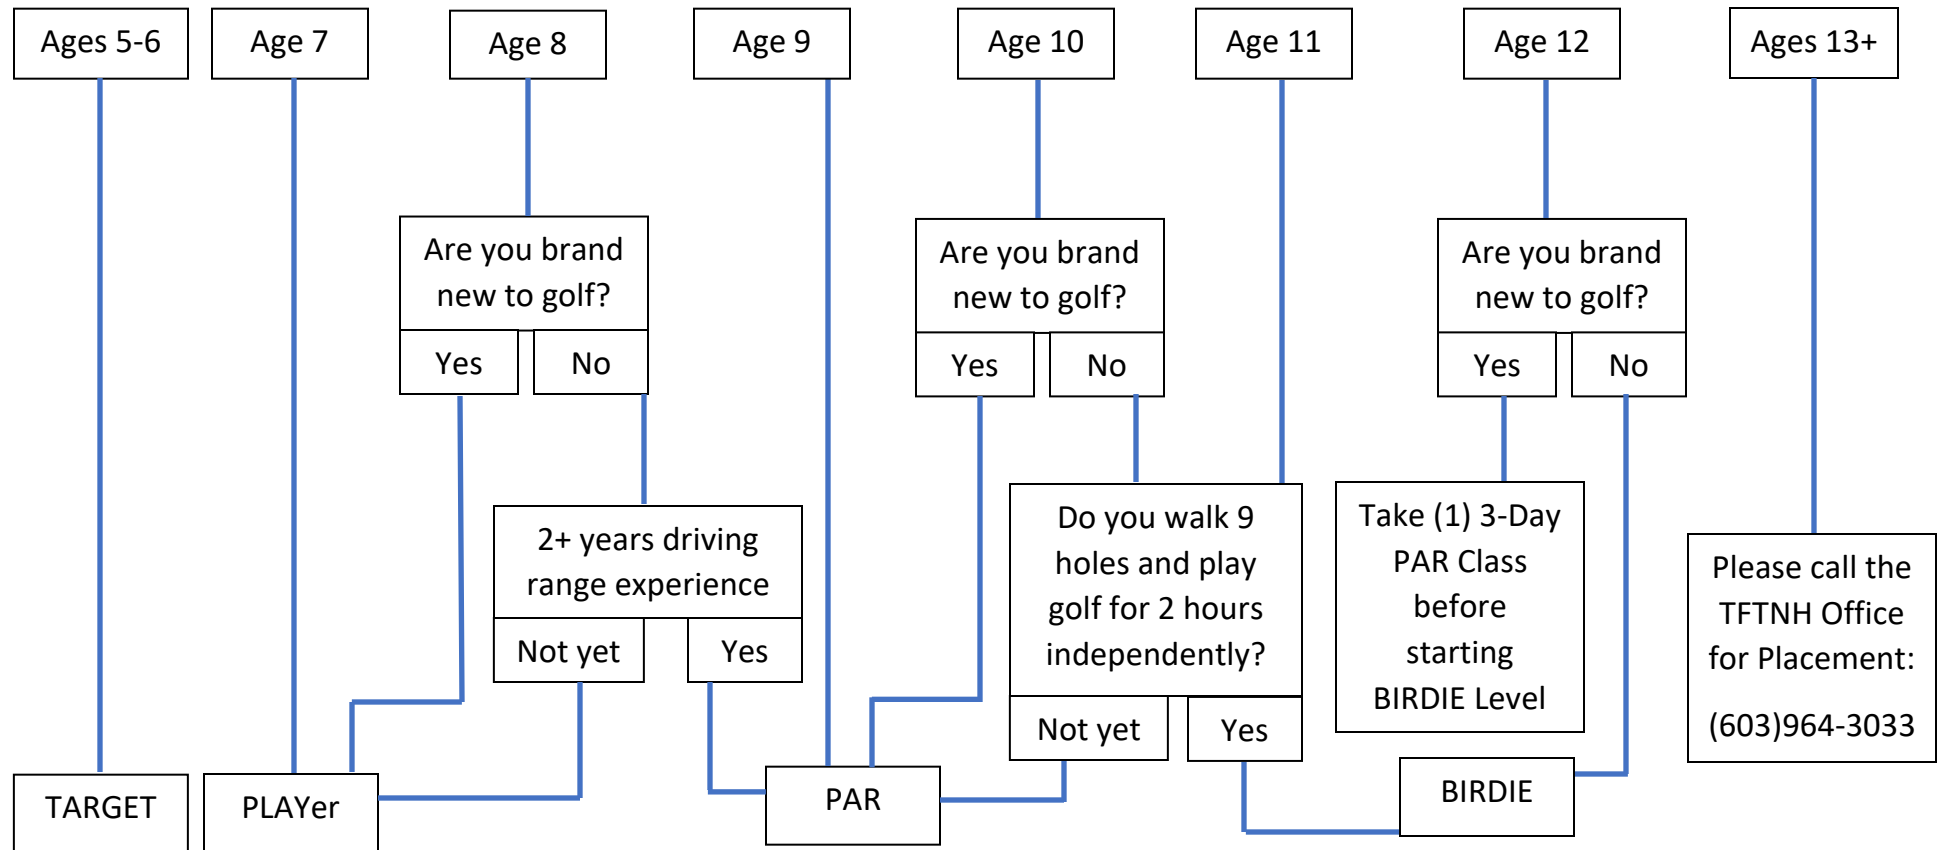 Ages 5-6
Age 7
Age 8
Age 9
Age 10
Age 11
Age 12
Ages 13+
Are you brand
new to golf?
Yes
No
Are you brand
new to golf?
Yes
No
Are you brand
new to golf?
Yes
No
2+ years driving
range experience
Not yet
Yes
Do you walk 9
holes and play
golf for 2 hours
independently?
Not yet
Yes
Take (1) 3-Day
PAR Class
before
starting
BIRDIE Level
Please call the
TFTNH Office
for Placement:
(603)964-3033
TARGET
PLAYer
PAR
BIRDIE